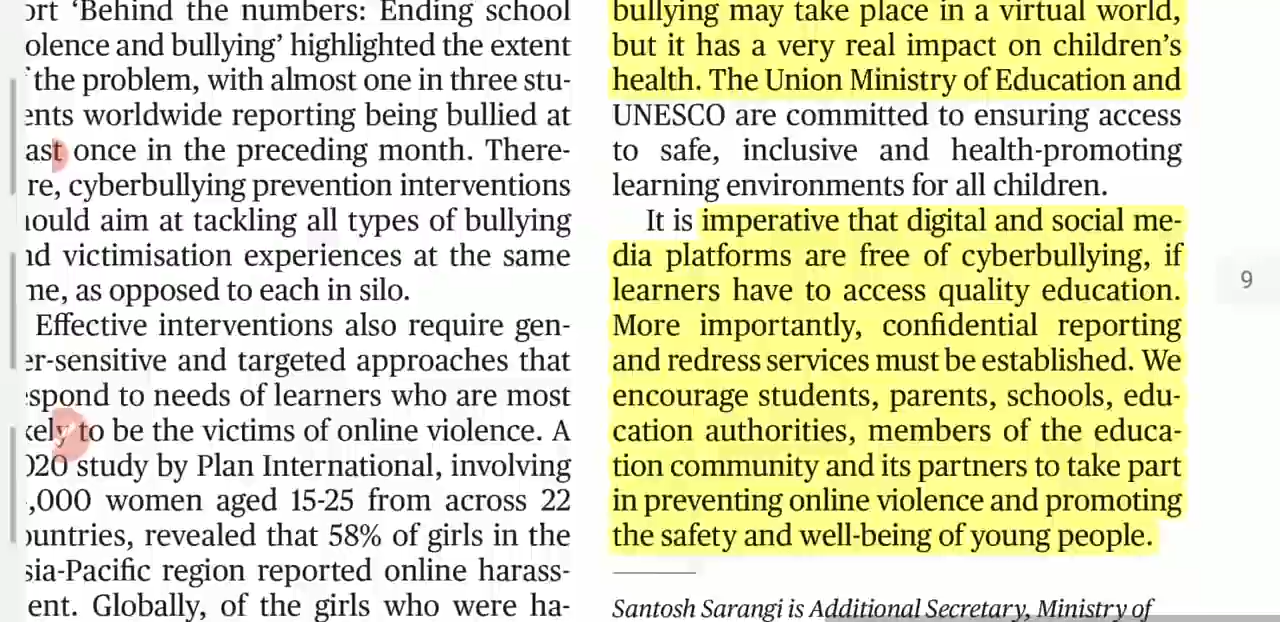 ort ‘Behind the numbers: Ending school
olence and bullying’ highlighted the extent
the problem, with almost one in three stu-
ents worldwide reporting being bullied at
ast once in the preceding month. There-
re, cyberbullying prevention interventions
ould aim at tackling all types of bullying
nd victimisation experiences at the same
me, as opposed to each in silo.
Effective interventions also require gen-
er-sensitive and targeted approaches that
spond to needs of learners who are most
kely to be the victims of online violence. A
020 study by Plan International, involving
,000 women aged 15-25 from across 22
ountries, revealed that 58% of girls in the
sia-Pacific region reported online harass-
ent. Globally, of the girls who were ha-
bullying may take place in a virtual world,
but it has a very real impact on children’s
health. The Union Ministry of Education and
UNESCO are committed to ensuring access
to safe, inclusive and health-promoting
learning environments for all children.
It is imperative that digital and social me-
dia platforms are free of cyberbullying, if
learners have to access quality education.
More importantly, confidential reporting
and redress services must be established. We
encourage students, parents, schools, edu-
cation authorities, members of the educa-
tion community and its partners to take part
in preventing online violence and promoting
the safety and well-being of young people.
Santosh Sarangi is Additional Secretary, Ministry of
9